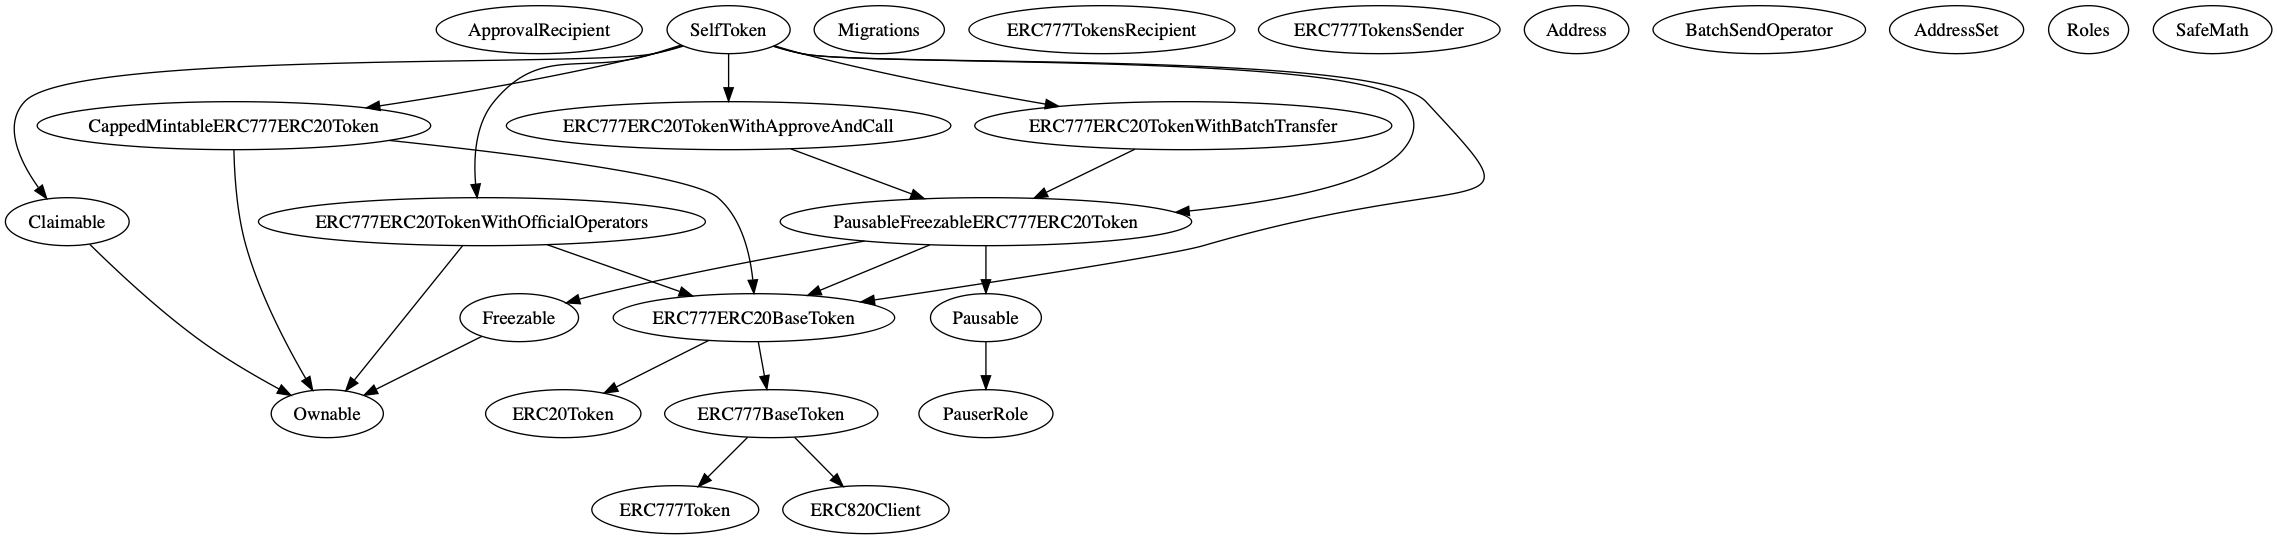 ApprovalRecipient
SelfToken
Migrations
ERC777TokensRecipient
ERC777TokensSender
Address
BatchSendOperator
AddressSet
Roles
SafeMath
CappedMintableERC777ERC20Token
ERC777ERC20TokenWithApproveAndCall
ERC777ERC20TokenWithBatchTransfer
Claimable
ERC777ERC20TokenWithOfficialOperators
PausableFreezableERC777ERC20Token
Freezable
ERC777ERC20BaseToken
Pausable
Ownable
ERC20Token
ERC777BaseToken
PauserRole
ERC777Token
ERC820Client